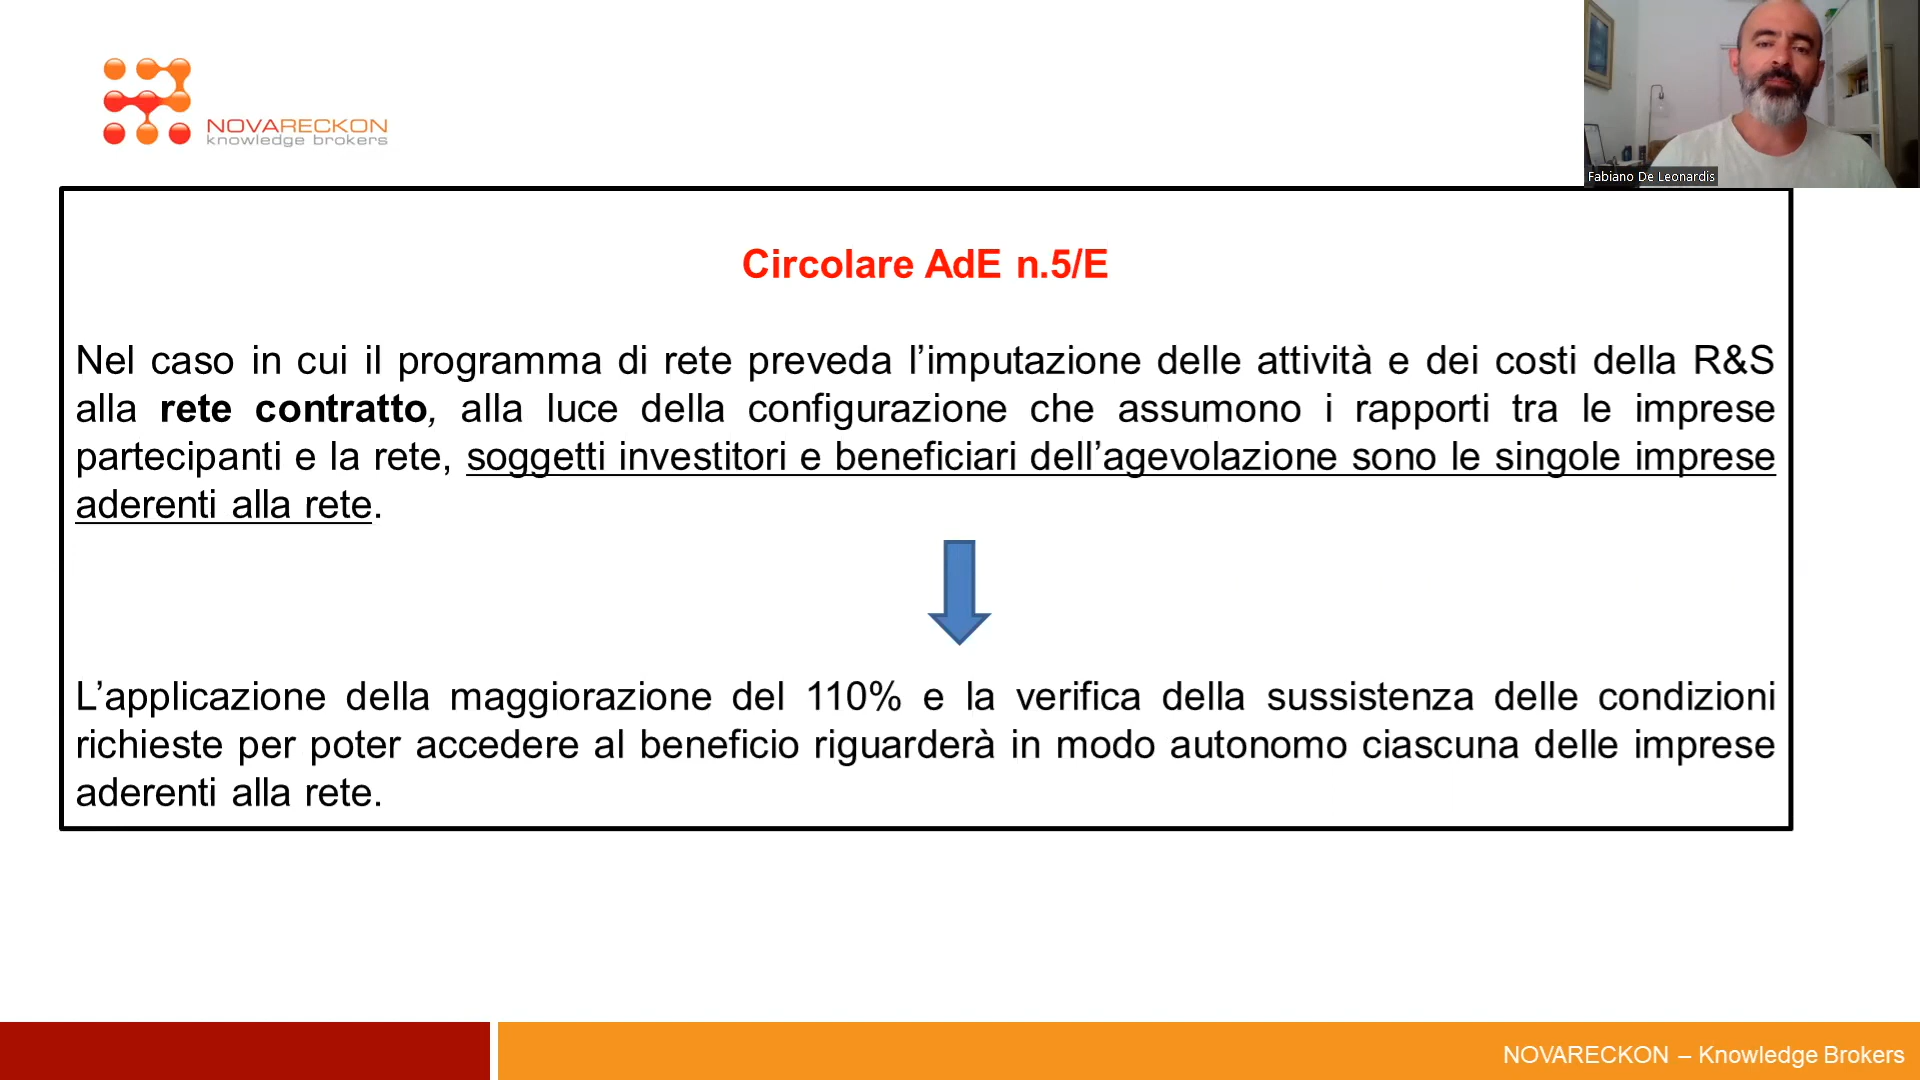 NOVARECKON
knowledge brokers
Fabiano De Leonardis
Circolare AdE n.5/E
Nel caso in cui il programma di rete preveda l’imputazione delle attività e dei costi della R&S
alla rete contratto, alla luce della configurazione che assumono i rapporti tra le imprese
partecipanti e la rete, soggetti investitori e beneficiari dell’agevolazione sono le singole imprese
aderenti alla rete.
L’applicazione della maggiorazione del 110% e la verifica della sussistenza delle condizioni
richieste per poter accedere al beneficio riguarderà in modo autonomo ciascuna delle imprese
aderenti alla rete.
NOVARECKON – Knowledge Brokers